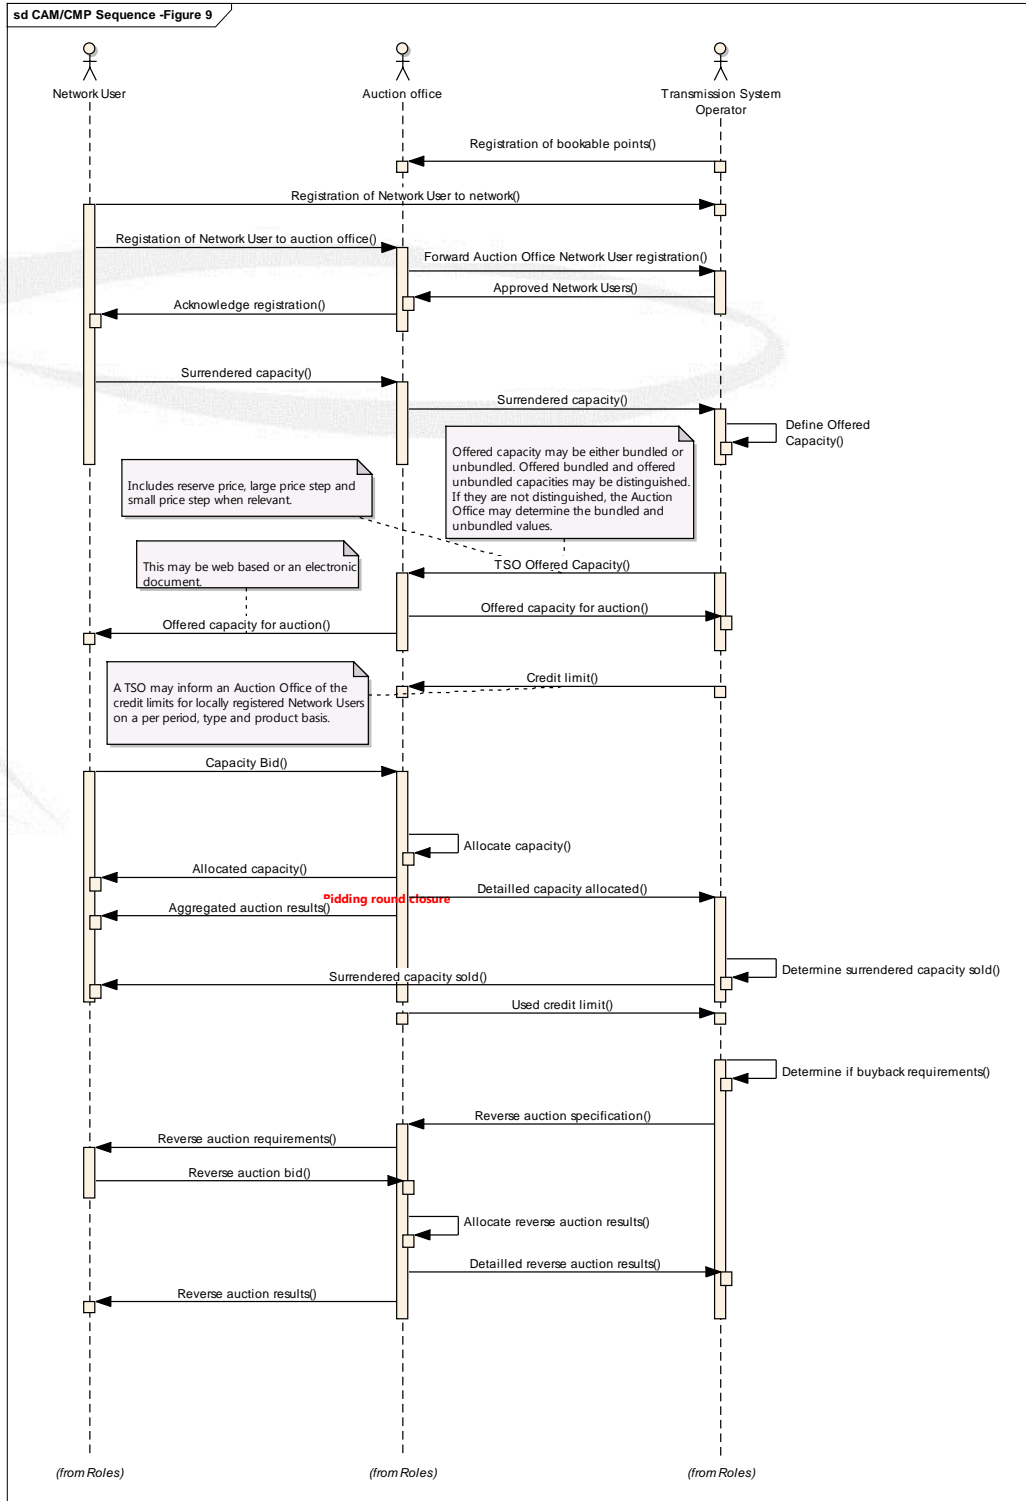 sd CAM/CMP Sequence -Figure 9
Network User
Auction office
Transmission System
Operator
Registration of bookable points()
Registration of Network User to network()
Registation of Network User to auction office()
Forward Auction Office Network User registration()
Approved Network Users()
Acknowledge registration()
Surrendered capacity()
Surrendered capacity()
Define Offered
Capacity()
Offered capacity may be either bundled or
unbundled. Offered bundled and offered
unbundled capacities may be distinguished.
If they are not distinguished, the Auction
Office may determine the bundled and
unbundled values.
Includes reserve price, large price step and
small price step when relevant.
This may be web based or an electronic
document.
TSO Offered Capacity()
Offered capacity for auction()
Offered capacity for auction()
A TSO may inform an Auction Office of the
credit limits for locally registered Network Users
on a per period, type and product basis.
Credit limit()
Capacity Bid()
Allocate capacity()
Allocated capacity()
Detailled capacity allocated()
Bidding round closure
Aggregated auction results()
Determine surrendered capacity sold()
Surrendered capacity sold()
Used credit limit()
Determine if buyback requirements()
Reverse auction specification()
Reverse auction requirements()
Reverse auction bid()
Allocate reverse auction results()
Detailled reverse auction results()
Reverse auction results()
(from Roles)
(from Roles)
(from Roles)